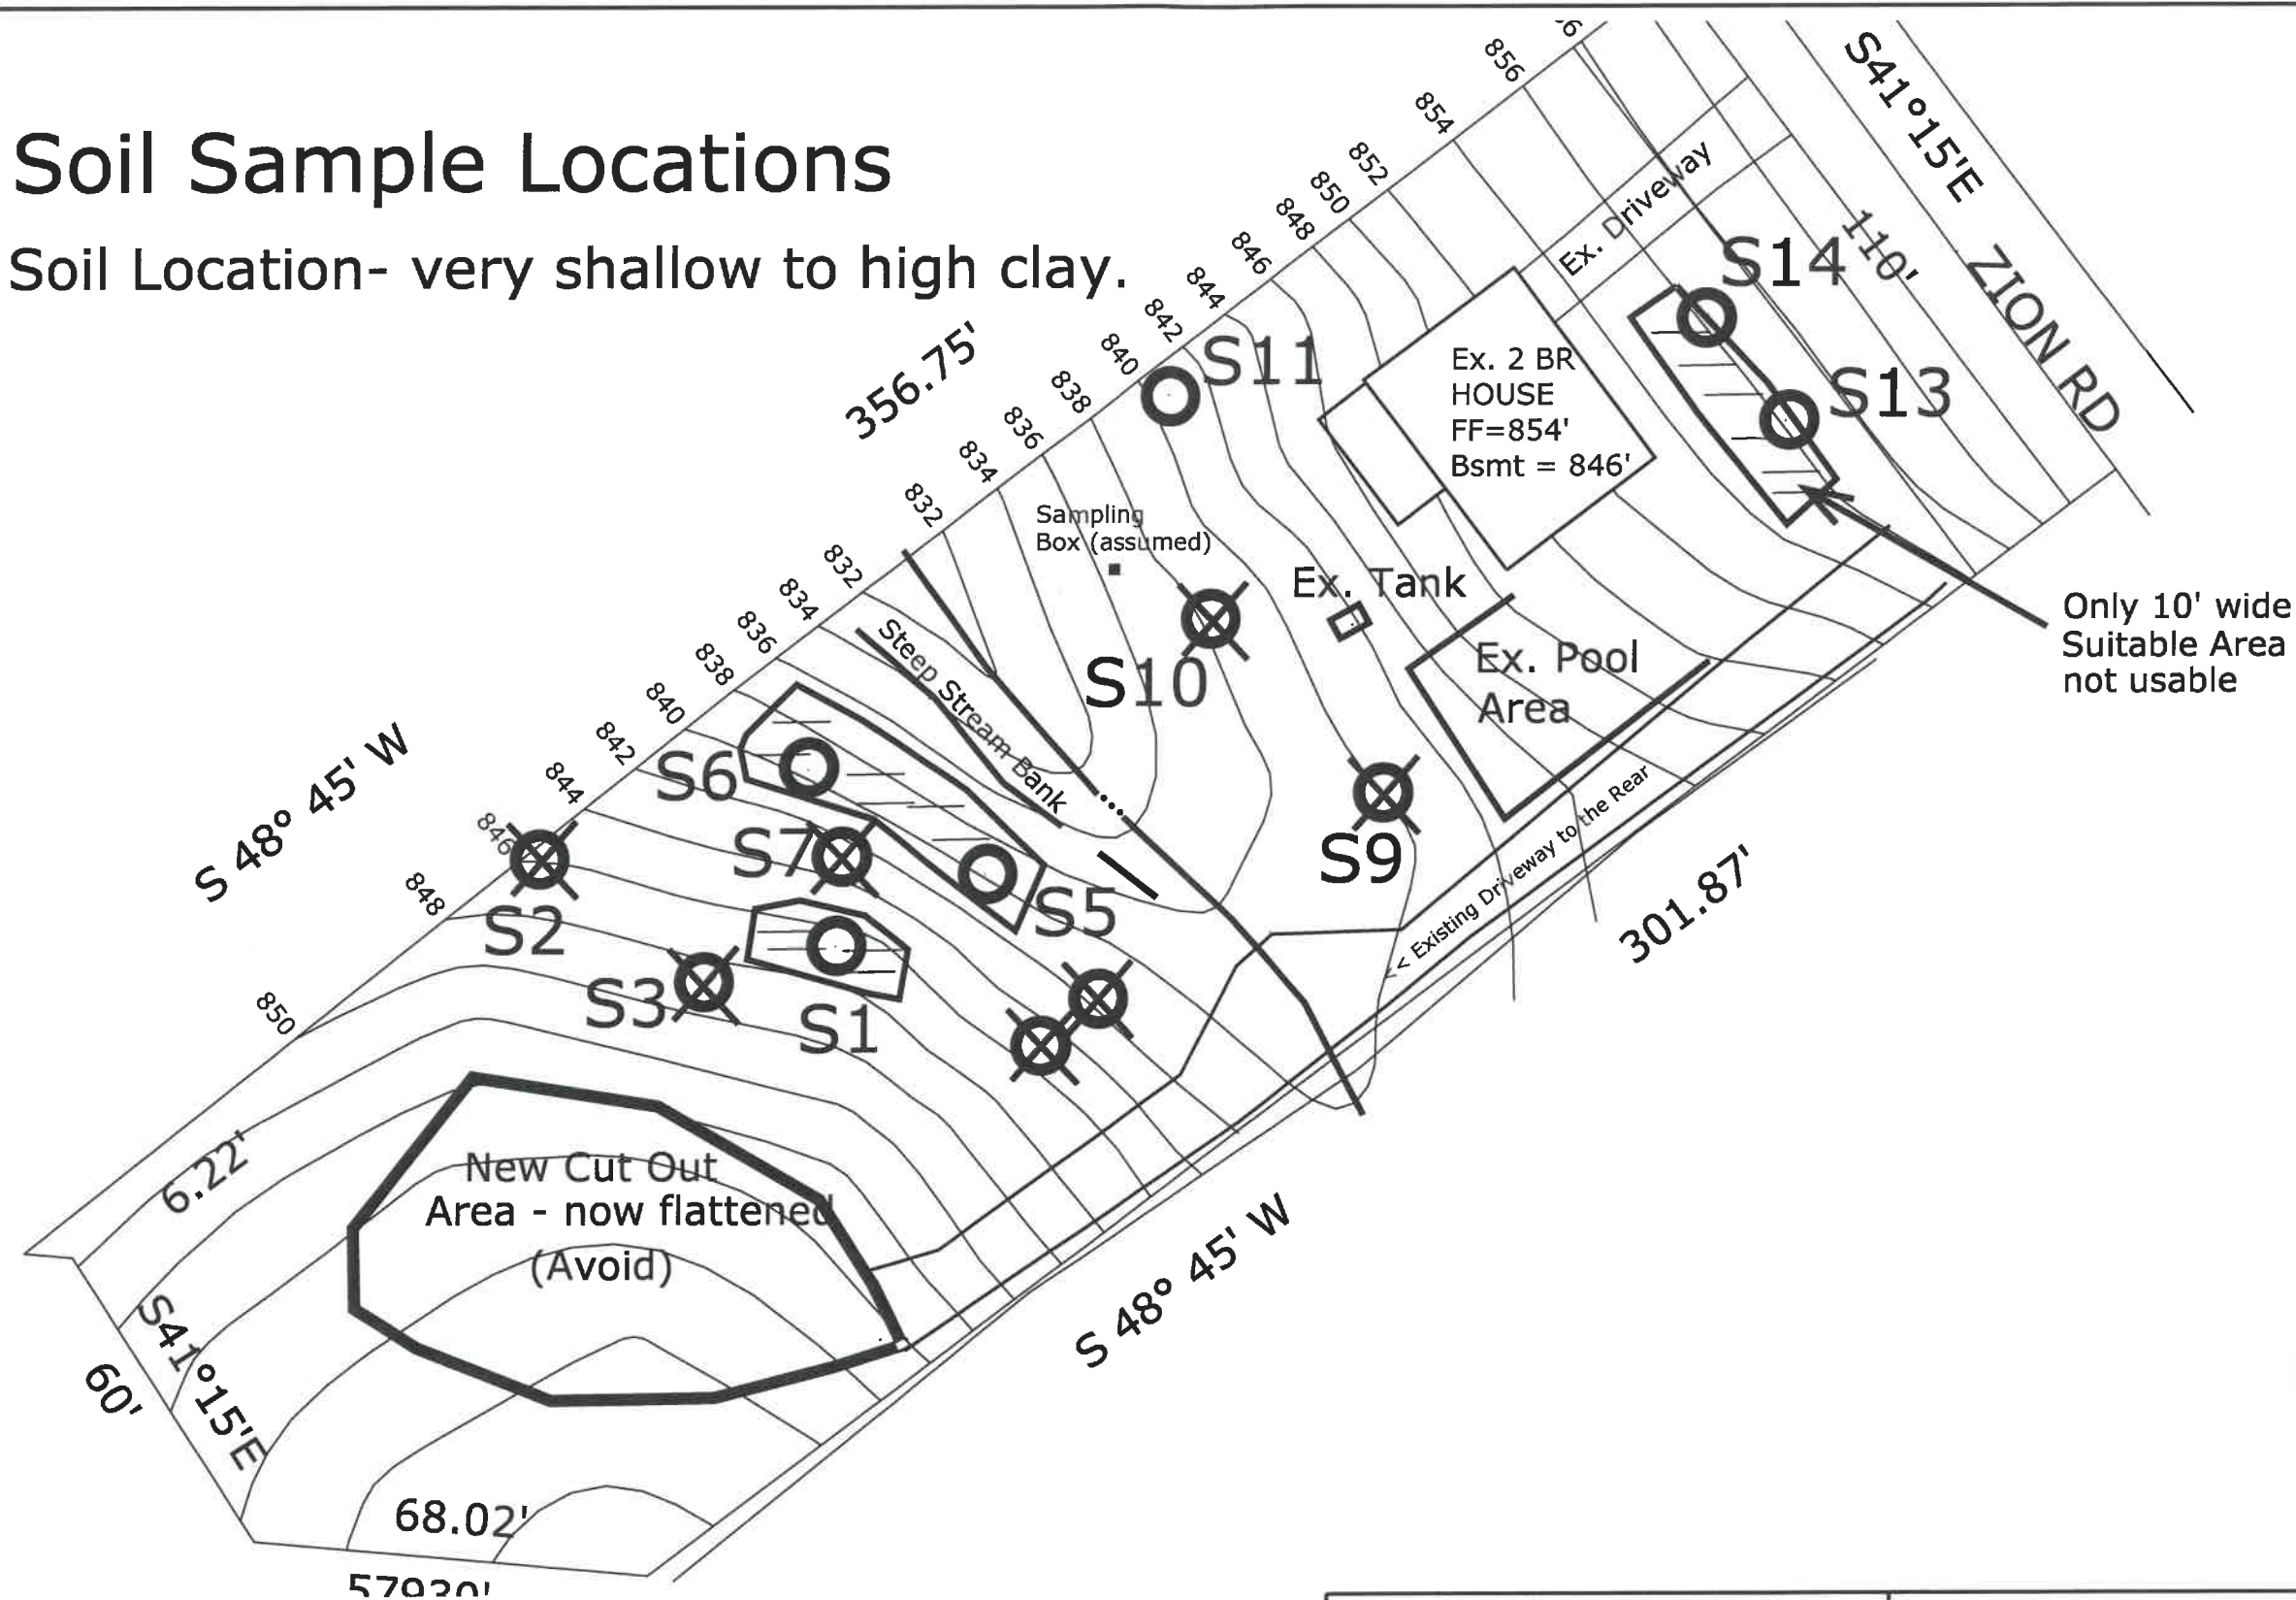 Soil Sample Locations
Soil Location- very shallow to high clay.
856
854
852
850
848
846
844
842
840
838
836
834
832
832
834
836
838
840
842
844
846
848
850
S41°15'E
110'
ZION RD
Ex. Driveway
S14
S13
S11
356.75'
Ex. 2 BR
HOUSE
FF=854'
Bsmt = 846'
Sampling
Box (assumed)
Ex. Tank
S10
Only 10' wide
Suitable Area
not usable
Ex. Pool
Area
Steep Stream Bank
S 48° 45' W
S6
S7
S5
S9
S2
S3
S1
< Existing Driveway to the Rear
301.87'
6.22'
New Cut Out
Area - now flattened
(Avoid)
S 48° 45' W
S41°15'E
60'
68.02'